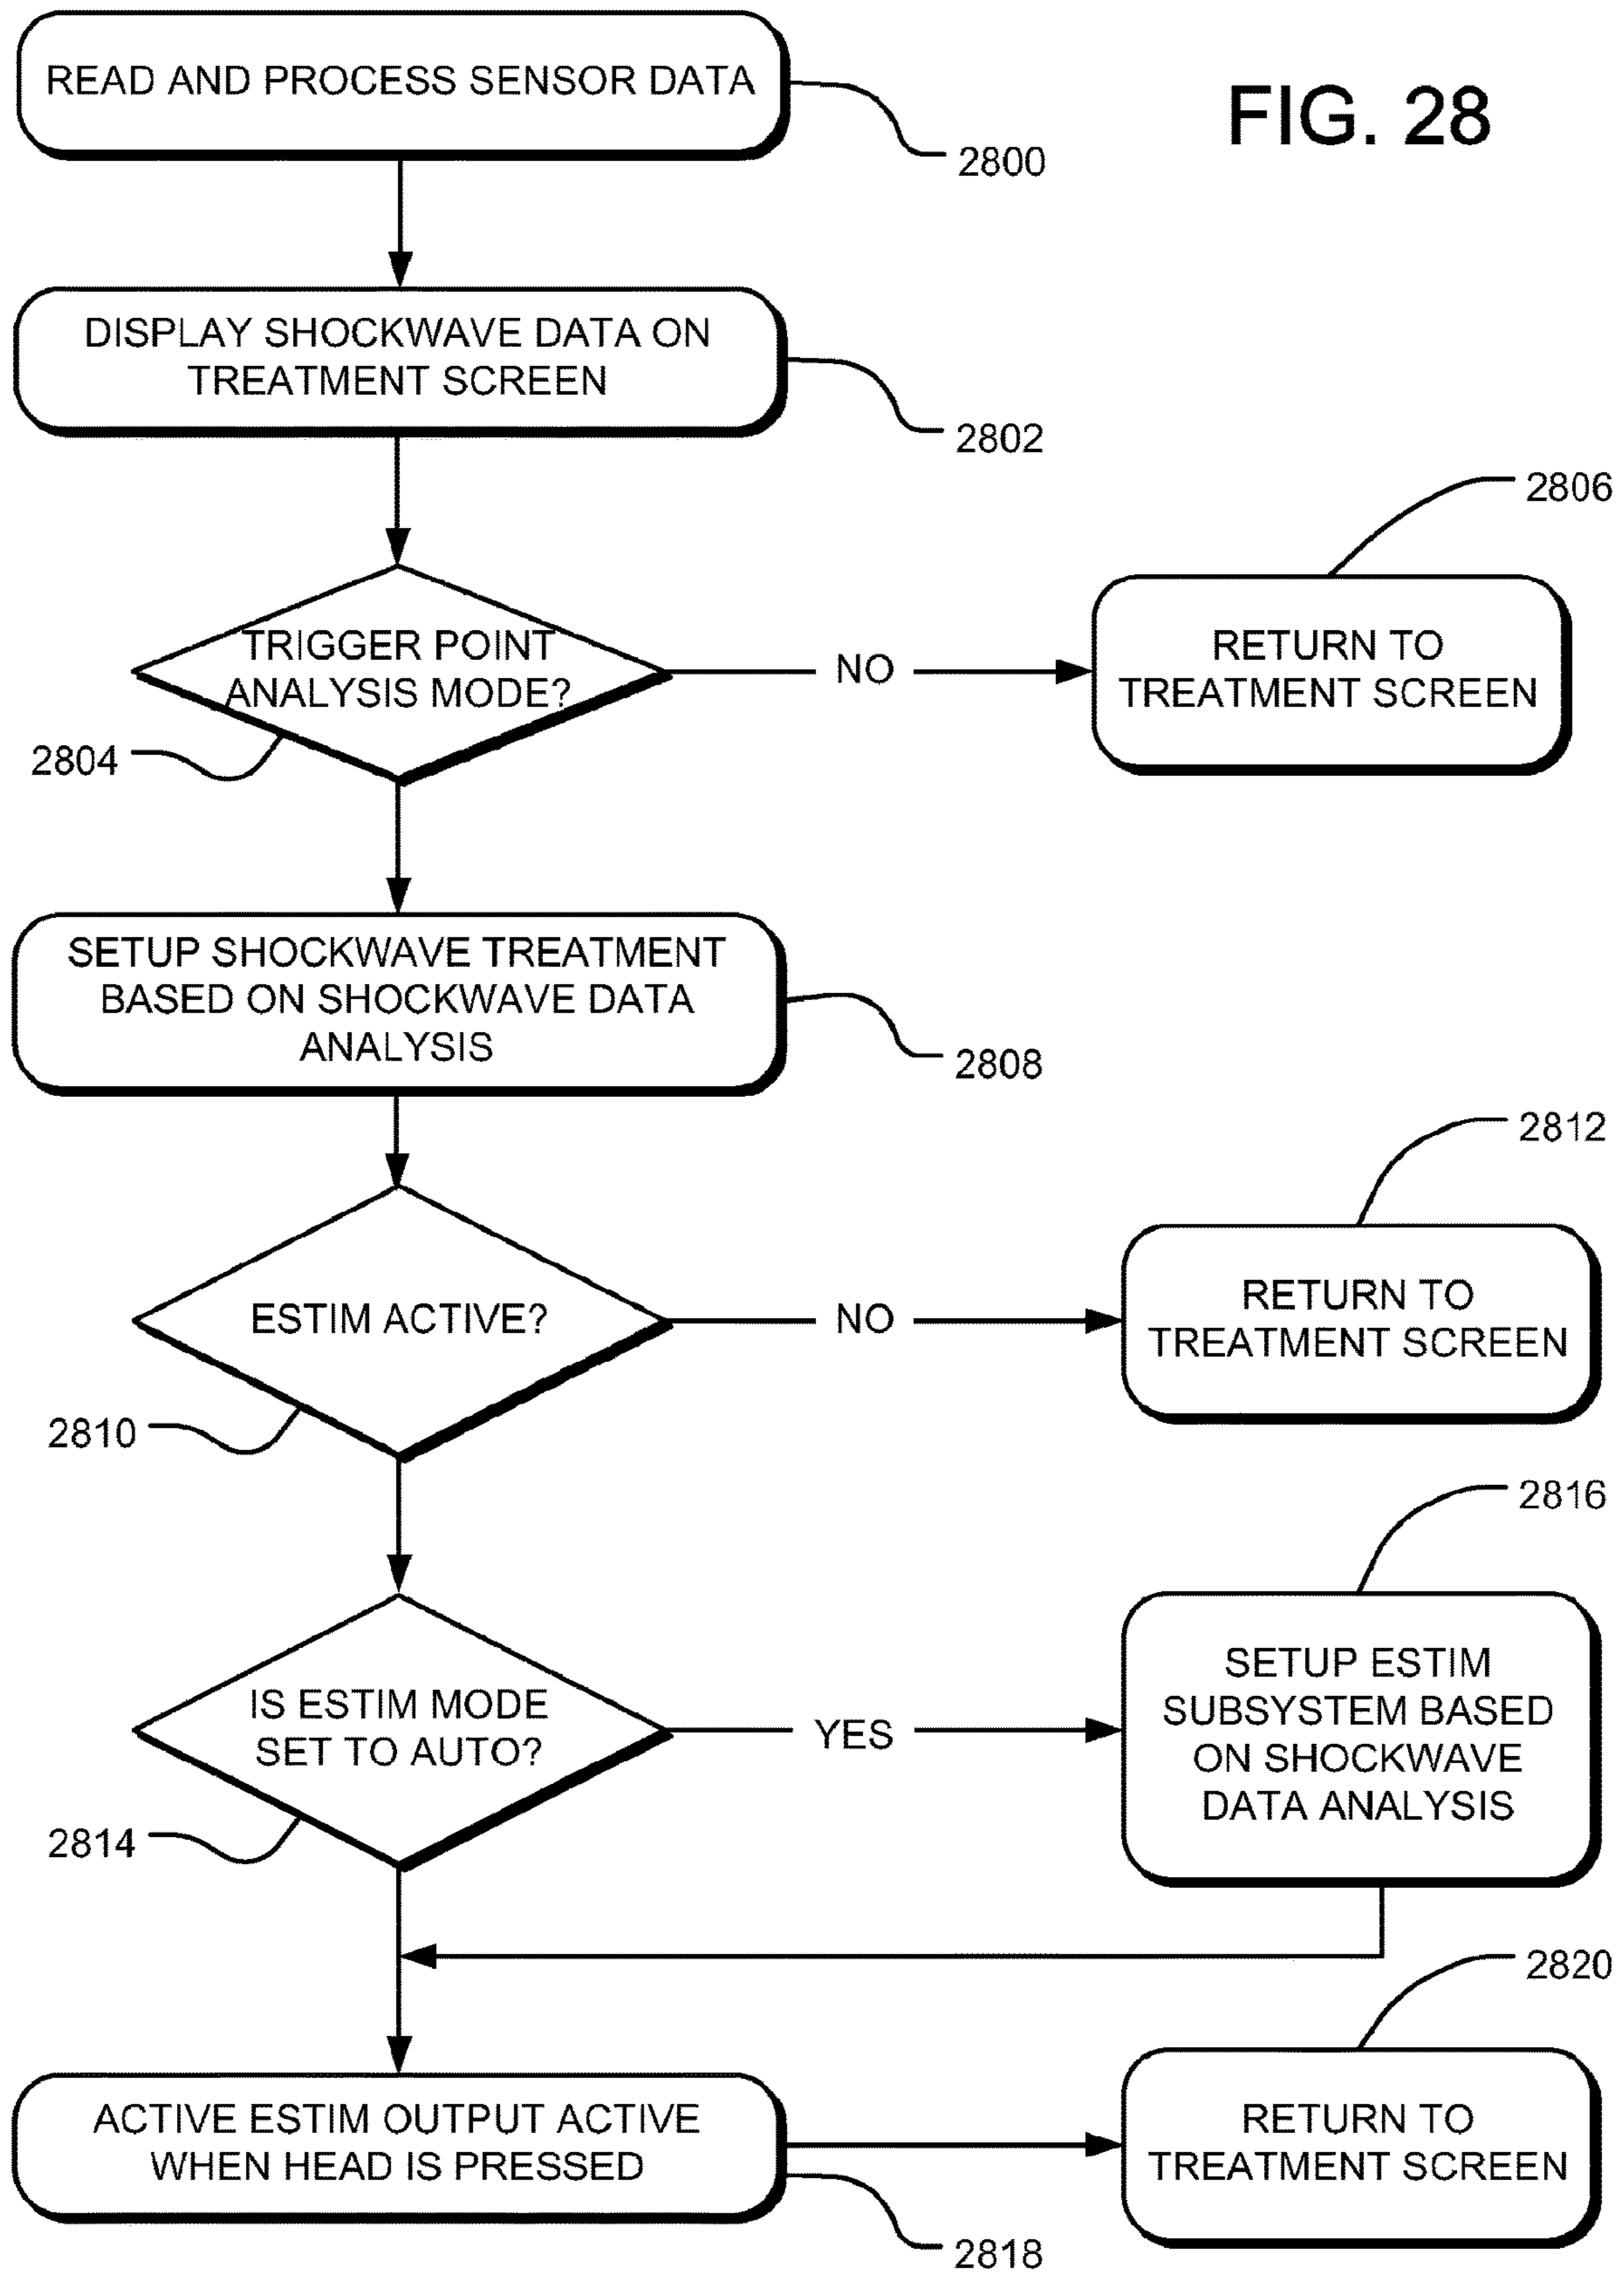 READ AND PROCESS SENSOR DATA
FIG. 28
2800
DISPLAY SHOCKWAVE DATA ON
TREATMENT SCREEN
2802
2806
TRIGGER POINT
ANALYSIS MODE?
NO
RETURN TO
TREATMENT SCREEN
2804
SETUP SHOCKWAVE TREATMENT
BASED ON SHOCKWAVE DATA
ANALYSIS
2808
2812
ESTIM ACTIVE?
NO
RETURN TO
TREATMENT SCREEN
2810
2816
IS ESTIM MODE
SET TO AUTO?
YES
SETUP ESTIM
SUBSYSTEM BASED
ON SHOCKWAVE
DATA ANALYSIS
2814
2820
ACTIVE ESTIM OUTPUT ACTIVE
WHEN HEAD IS PRESSED
RETURN TO
TREATMENT SCREEN
2818